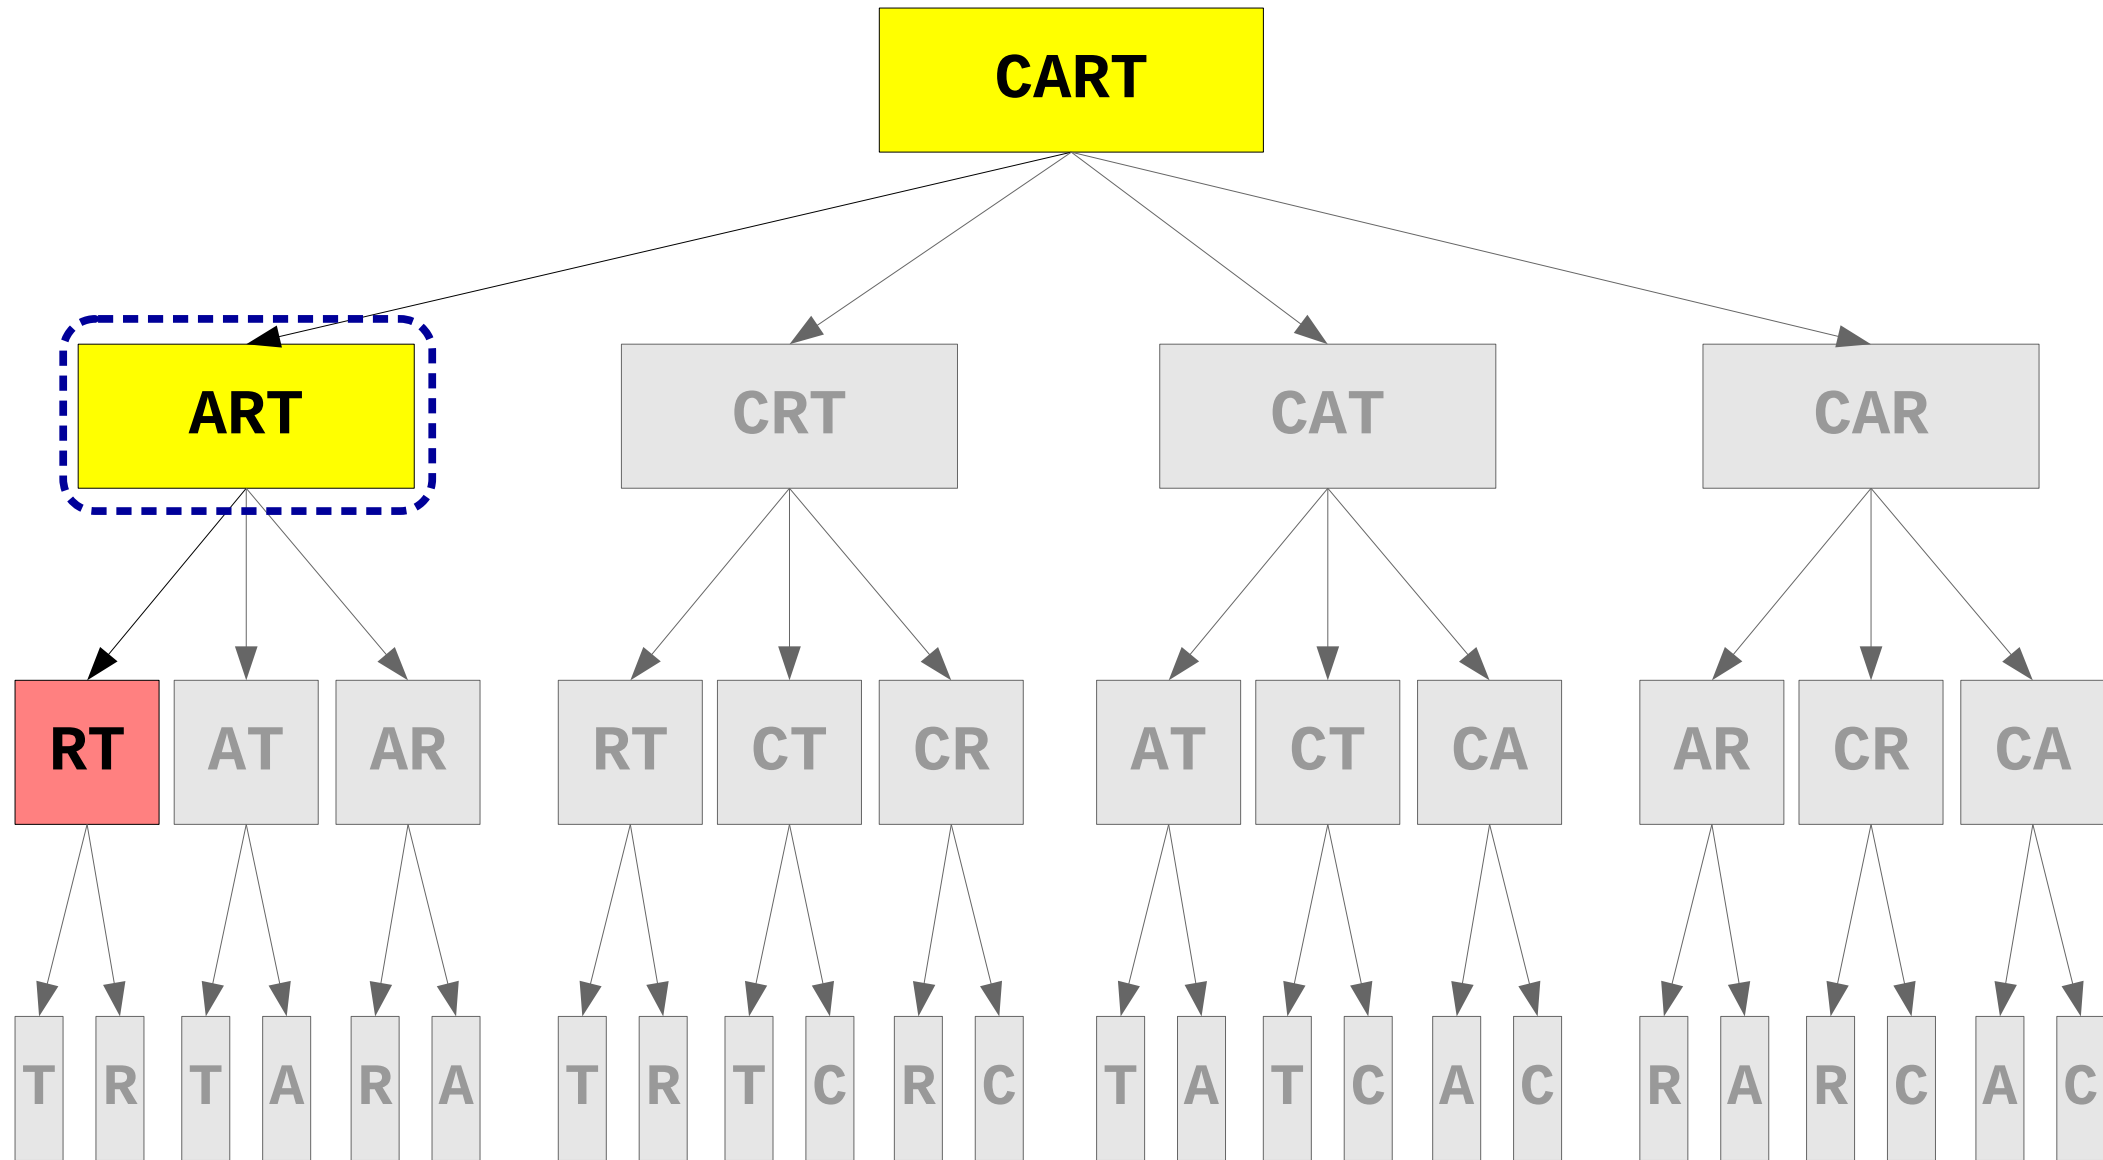 CART
ART CRT CAT CAR
RT AT AR RT CT CR AT CT CA AR CR CA
T R T A R A T R T C R C T A T C A C R A R C A C